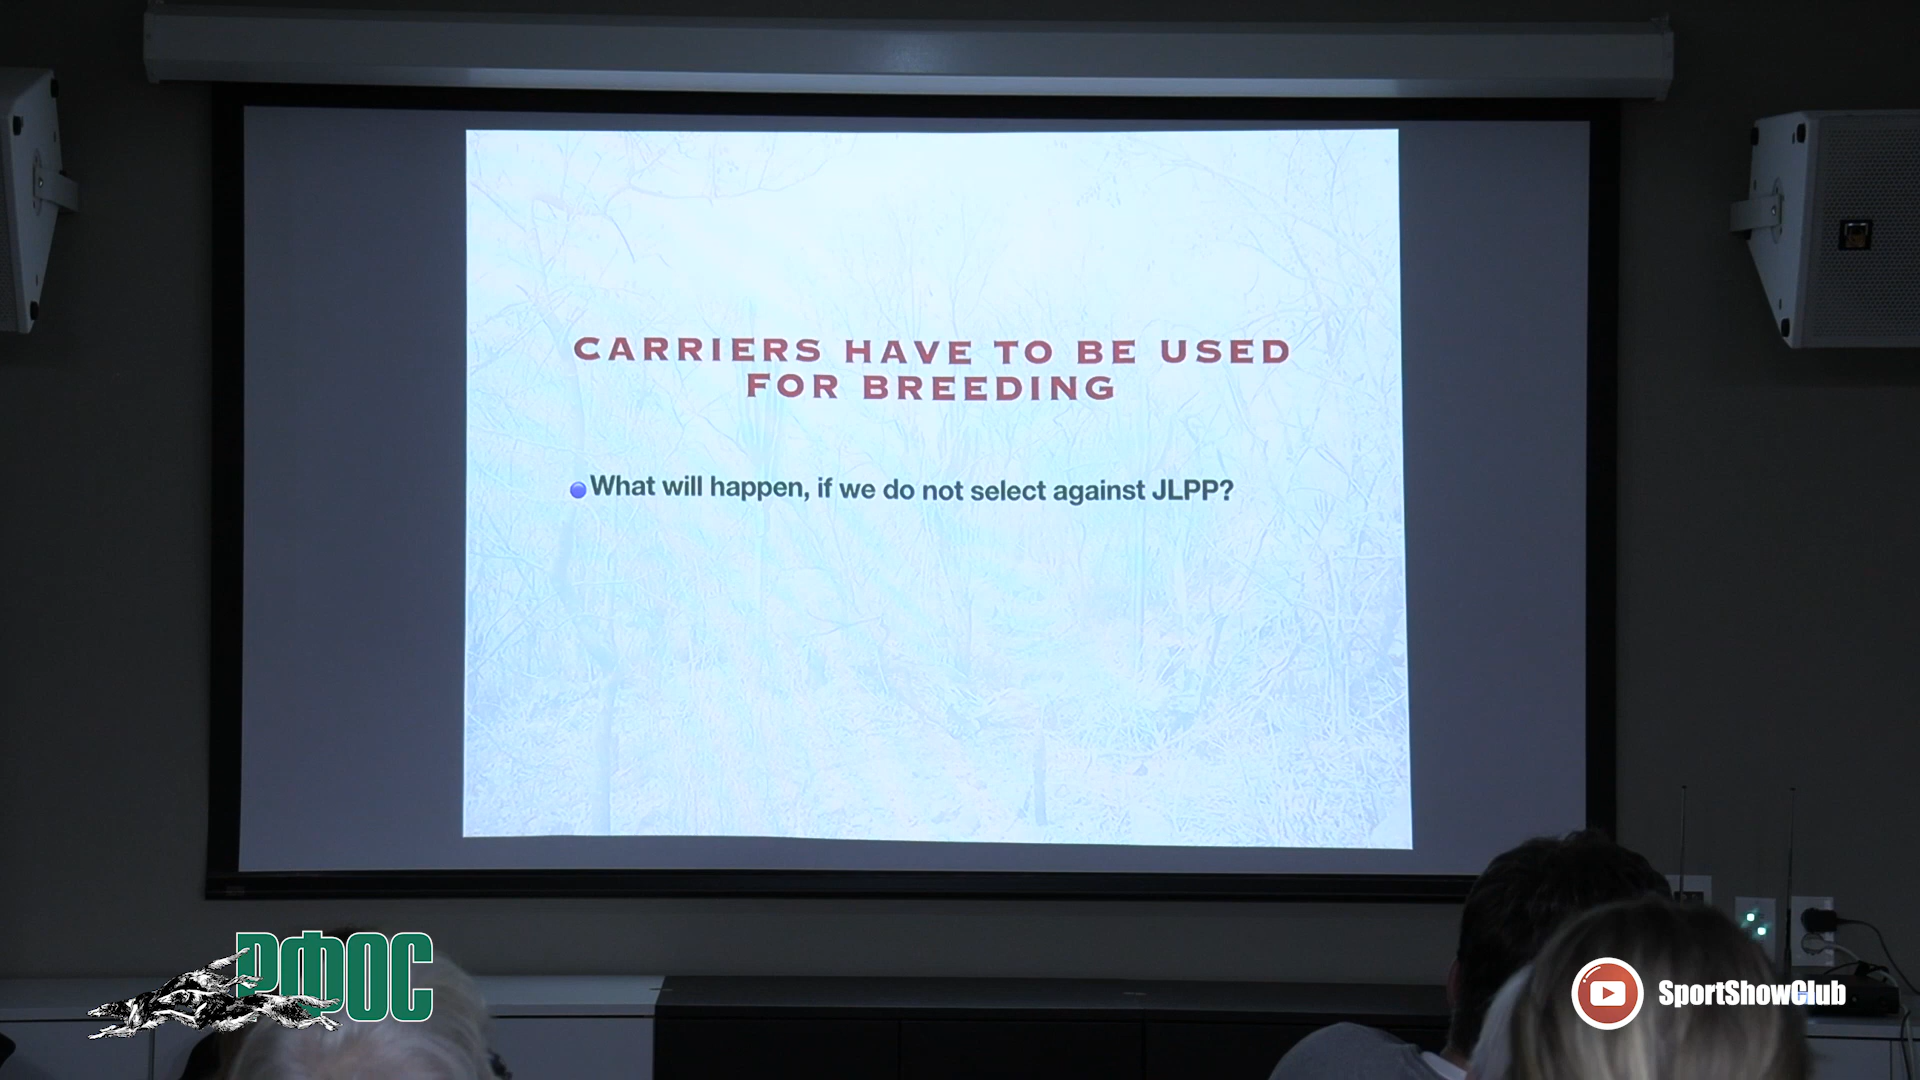 CARRIERS HAVE TO BE USED
FOR BREEDING
What will happen, if we do not select against JLPP?
РФОС
SportShowClub